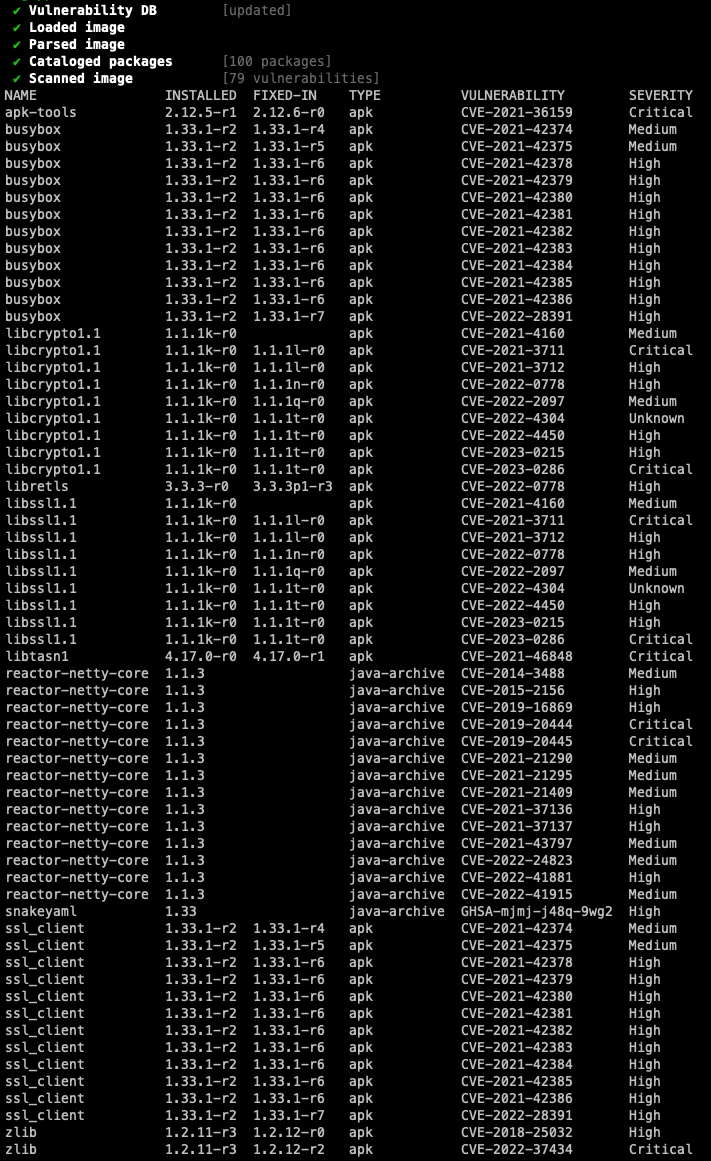 ✔ Vulnerability DB        [updated]
✔ Loaded image
✔ Parsed image
✔ Cataloged packages      [100 packages]
✔ Scanned image           [79 vulnerabilities]
NAME                INSTALLED  FIXED-IN    TYPE          VULNERABILITY        SEVERITY
apk-tools           2.12.5-r1  2.12.6-r0   apk           CVE-2021-36159       Critical
busybox             1.33.1-r2  1.33.1-r4   apk           CVE-2021-42374       Medium
busybox             1.33.1-r2  1.33.1-r5   apk           CVE-2021-42375       Medium
busybox             1.33.1-r2  1.33.1-r6   apk           CVE-2021-42378       High
busybox             1.33.1-r2  1.33.1-r6   apk           CVE-2021-42379       High
busybox             1.33.1-r2  1.33.1-r6   apk           CVE-2021-42380       High
busybox             1.33.1-r2  1.33.1-r6   apk           CVE-2021-42381       High
busybox             1.33.1-r2  1.33.1-r6   apk           CVE-2021-42382       High
busybox             1.33.1-r2  1.33.1-r6   apk           CVE-2021-42383       High
busybox             1.33.1-r2  1.33.1-r6   apk           CVE-2021-42384       High
busybox             1.33.1-r2  1.33.1-r6   apk           CVE-2021-42385       High
busybox             1.33.1-r2  1.33.1-r6   apk           CVE-2021-42386       High
busybox             1.33.1-r2  1.33.1-r7   apk           CVE-2022-28391       High
libcrypto1.1        1.1.1k-r0              apk           CVE-2021-4160        Medium
libcrypto1.1        1.1.1k-r0  1.1.1l-r0   apk           CVE-2021-3711        Critical
libcrypto1.1        1.1.1k-r0  1.1.1l-r0   apk           CVE-2021-3712        High
libcrypto1.1        1.1.1k-r0  1.1.1n-r0   apk           CVE-2022-0778        High
libcrypto1.1        1.1.1k-r0  1.1.1q-r0   apk           CVE-2022-2097        Medium
libcrypto1.1        1.1.1k-r0  1.1.1t-r0   apk           CVE-2022-4304        Unknown
libcrypto1.1        1.1.1k-r0  1.1.1t-r0   apk           CVE-2022-4450        High
libcrypto1.1        1.1.1k-r0  1.1.1t-r0   apk           CVE-2023-0215        High
libcrypto1.1        1.1.1k-r0  1.1.1t-r0   apk           CVE-2023-0286        Critical
libretls            3.3.3-r0   3.3.3p1-r3  apk           CVE-2022-0778        High
libssl1.1           1.1.1k-r0              apk           CVE-2021-4160        Medium
libssl1.1           1.1.1k-r0  1.1.1l-r0   apk           CVE-2021-3711        Critical
libssl1.1           1.1.1k-r0  1.1.1l-r0   apk           CVE-2021-3712        High
libssl1.1           1.1.1k-r0  1.1.1n-r0   apk           CVE-2022-0778        High
libssl1.1           1.1.1k-r0  1.1.1q-r0   apk           CVE-2022-2097        Medium
libssl1.1           1.1.1k-r0  1.1.1t-r0   apk           CVE-2022-4304        Unknown
libssl1.1           1.1.1k-r0  1.1.1t-r0   apk           CVE-2022-4450        High
libssl1.1           1.1.1k-r0  1.1.1t-r0   apk           CVE-2023-0215        High
libssl1.1           1.1.1k-r0  1.1.1t-r0   apk           CVE-2023-0286        Critical
libtasn1            4.17.0-r0  4.17.0-r1   apk           CVE-2021-46848       Critical
reactor-netty-core  1.1.3                  java-archive  CVE-2014-3488        Medium
reactor-netty-core  1.1.3                  java-archive  CVE-2015-2156        High
reactor-netty-core  1.1.3                  java-archive  CVE-2019-16869       High
reactor-netty-core  1.1.3                  java-archive  CVE-2019-20444       Critical
reactor-netty-core  1.1.3                  java-archive  CVE-2019-20445       Critical
reactor-netty-core  1.1.3                  java-archive  CVE-2021-21290       Medium
reactor-netty-core  1.1.3                  java-archive  CVE-2021-21295       Medium
reactor-netty-core  1.1.3                  java-archive  CVE-2021-21409       Medium
reactor-netty-core  1.1.3                  java-archive  CVE-2021-37136       High
reactor-netty-core  1.1.3                  java-archive  CVE-2021-37137       High
reactor-netty-core  1.1.3                  java-archive  CVE-2021-43797       Medium
reactor-netty-core  1.1.3                  java-archive  CVE-2022-24823       Medium
reactor-netty-core  1.1.3                  java-archive  CVE-2022-41881       High
reactor-netty-core  1.1.3                  java-archive  CVE-2022-41915       Medium
snakeyaml           1.33                   java-archive  GHSA-mjmj-j48q-9wg2  High
ssl_client          1.33.1-r2  1.33.1-r4   apk           CVE-2021-42374       Medium
ssl_client          1.33.1-r2  1.33.1-r5   apk           CVE-2021-42375       Medium
ssl_client          1.33.1-r2  1.33.1-r6   apk           CVE-2021-42378       High
ssl_client          1.33.1-r2  1.33.1-r6   apk           CVE-2021-42379       High
ssl_client          1.33.1-r2  1.33.1-r6   apk           CVE-2021-42380       High
ssl_client          1.33.1-r2  1.33.1-r6   apk           CVE-2021-42381       High
ssl_client          1.33.1-r2  1.33.1-r6   apk           CVE-2021-42382       High
ssl_client          1.33.1-r2  1.33.1-r6   apk           CVE-2021-42383       High
ssl_client          1.33.1-r2  1.33.1-r6   apk           CVE-2021-42384       High
ssl_client          1.33.1-r2  1.33.1-r6   apk           CVE-2021-42385       High
ssl_client          1.33.1-r2  1.33.1-r6   apk           CVE-2021-42386       High
ssl_client          1.33.1-r2  1.33.1-r7   apk           CVE-2022-28391       High
zlib                1.2.11-r3  1.2.12-r0   apk           CVE-2018-25032       High
zlib                1.2.11-r3  1.2.12-r2   apk           CVE-2022-37434       Critical